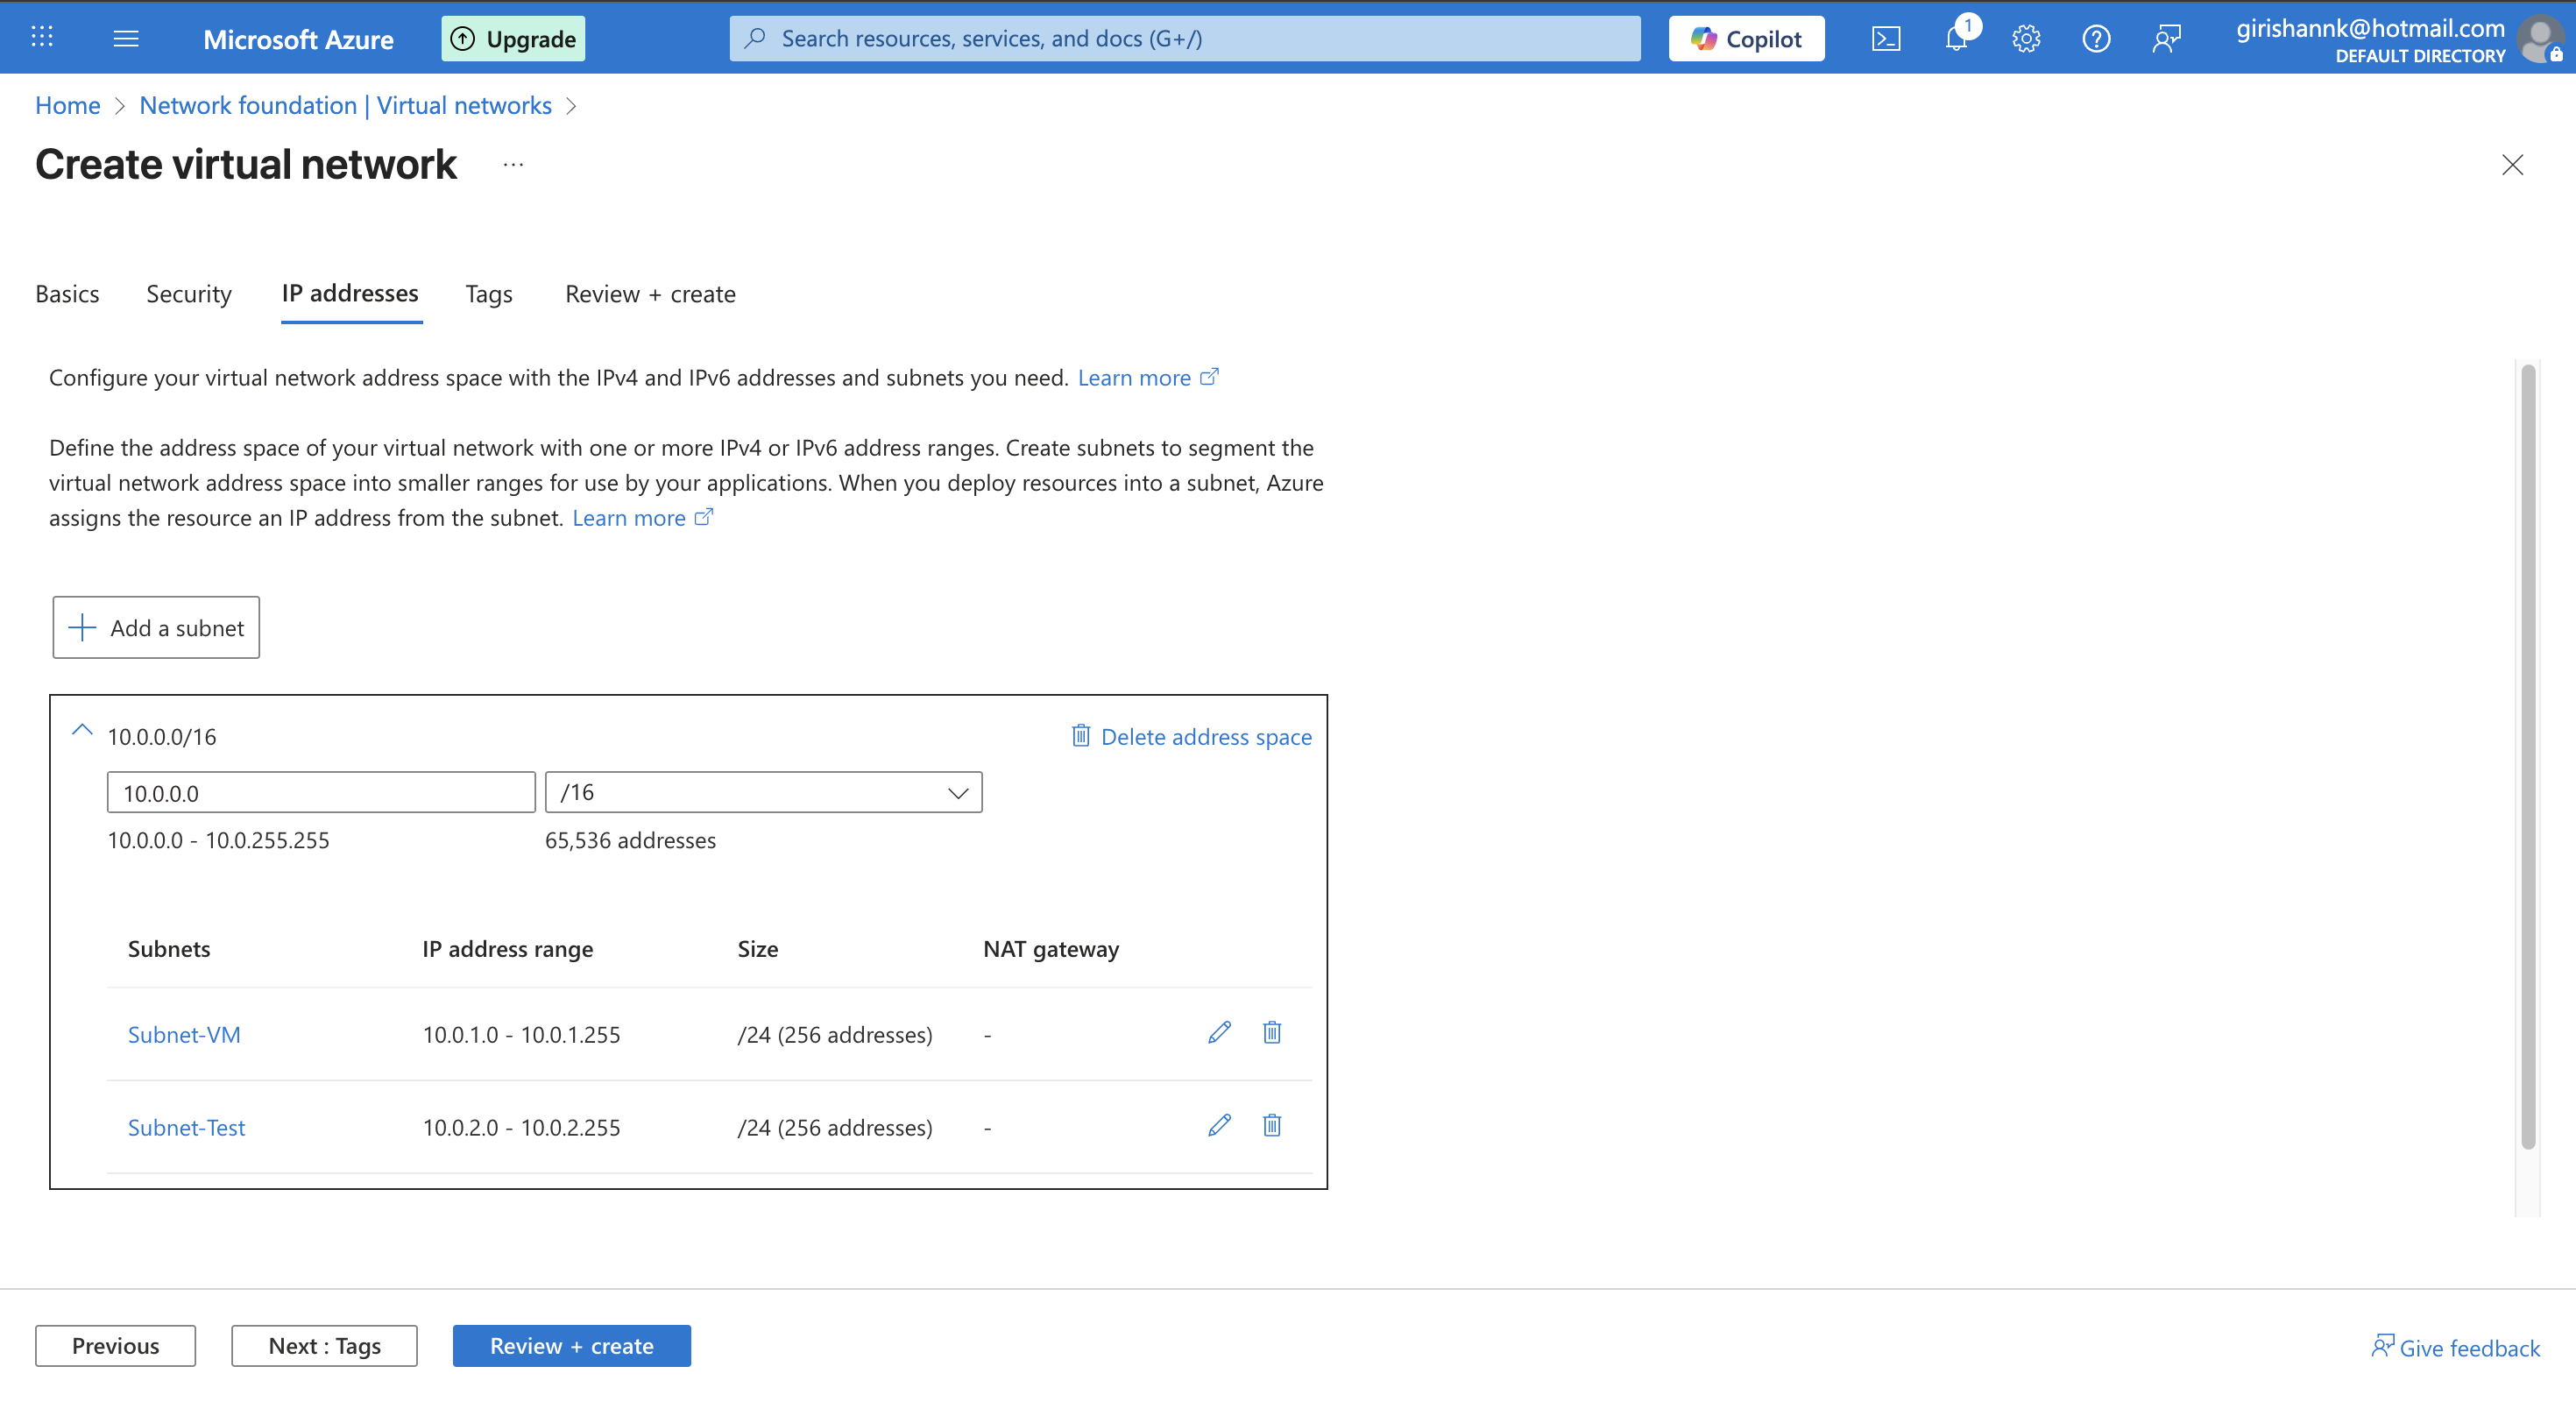 Microsoft Azure
Upgrade
Search resources, services, and docs (G+/)
Copilot
1
girishannk@hotmail.com
DEFAULT DIRECTORY
Home > Network foundation | Virtual networks >
Create virtual network ...
Basics Security IP addresses Tags Review + create
Configure your virtual network address space with the IPv4 and IPv6 addresses and subnets you need. Learn more
Define the address space of your virtual network with one or more IPv4 or IPv6 address ranges. Create subnets to segment the
virtual network address space into smaller ranges for use by your applications. When you deploy resources into a subnet, Azure
assigns the resource an IP address from the subnet. Learn more
Add a subnet
10.0.0.0/16 Delete address space
10.0.0.0 /16
10.0.0.0 - 10.0.255.255 65,536 addresses
Subnets IP address range Size NAT gateway
Subnet-VM 10.0.1.0 - 10.0.1.255 /24 (256 addresses) -
Subnet-Test 10.0.2.0 - 10.0.2.255 /24 (256 addresses) -
Previous Next : Tags Review + create Give feedback